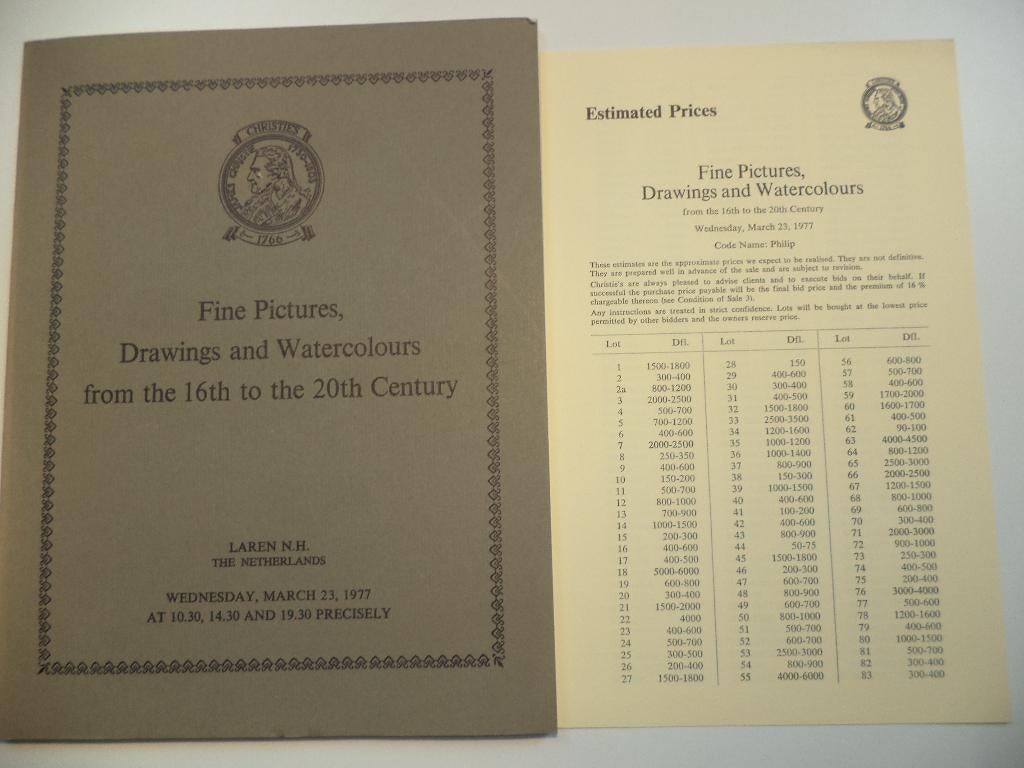 CHRISTIE'S
JAMES CHRISTIE 1730-1803
1766
Fine Pictures,
Drawings and Watercolours
from the 16th to the 20th Century
LAREN N.H.
THE NETHERLANDS
WEDNESDAY, MARCH 23, 1977
AT 10.30, 14.30 AND 19.30 PRECISELY
Estimated Prices
Fine Pictures,
Drawings and Watercolours
from the 16th to the 20th Century
Wednesday, March 23, 1977
Code Name: Philip
These estimates are the approximate prices we expect to be realised. They are not definitive.
They are prepared well in advance of the sale and are subject to revision.
Christie's are always pleased to advise clients and to execute bids on their behalf. If
successful the purchase price payable will be the final bid price and the premium of 16 %
chargeable thereon (see Condition of Sale 3).
Any instructions are treated in strict confidence. Lots will be bought at the lowest price
permitted by other bidders and the owners reserve price.
Lot Dfl. Lot Dfl. Lot Dfl.
1 1500-1800 28 150 56 600-800
2 300-400 29 400-600 57 500-700
2a 800-1200 30 300-400 58 400-600
3 2000-2500 31 400-500 59 1700-2000
4 500-700 32 1500-1800 60 1600-1700
5 700-1200 33 2500-3500 61 400-500
6 400-600 34 1200-1600 62 90-100
7 2000-2500 35 1000-1200 63 4000-4500
8 250-350 36 1000-1400 64 800-1200
9 400-600 37 800-900 65 2500-3000
10 150-200 38 150-300 66 2000-2500
11 500-700 39 1000-1500 67 1200-1500
12 800-1000 40 400-600 68 800-1000
13 700-900 41 100-200 69 600-800
14 1000-1500 42 400-600 70 300-400
15 200-300 43 800-900 71 2000-3000
16 400-600 44 50-75 72 900-1000
17 400-500 45 1500-1800 73 250-300
18 5000-6000 46 200-300 74 400-500
19 600-800 47 600-700 75 200-400
20 300-400 48 800-900 76 3000-4000
21 1500-2000 49 600-700 77 500-600
22 4000 50 800-1000 78 1200-1600
23 400-600 51 500-700 79 400-600
24 500-700 52 600-700 80 1000-1500
25 300-500 53 2500-3000 81 500-700
26 200-400 54 800-900 82 300-400
27 1500-1800 55 4000-6000 83 300-400